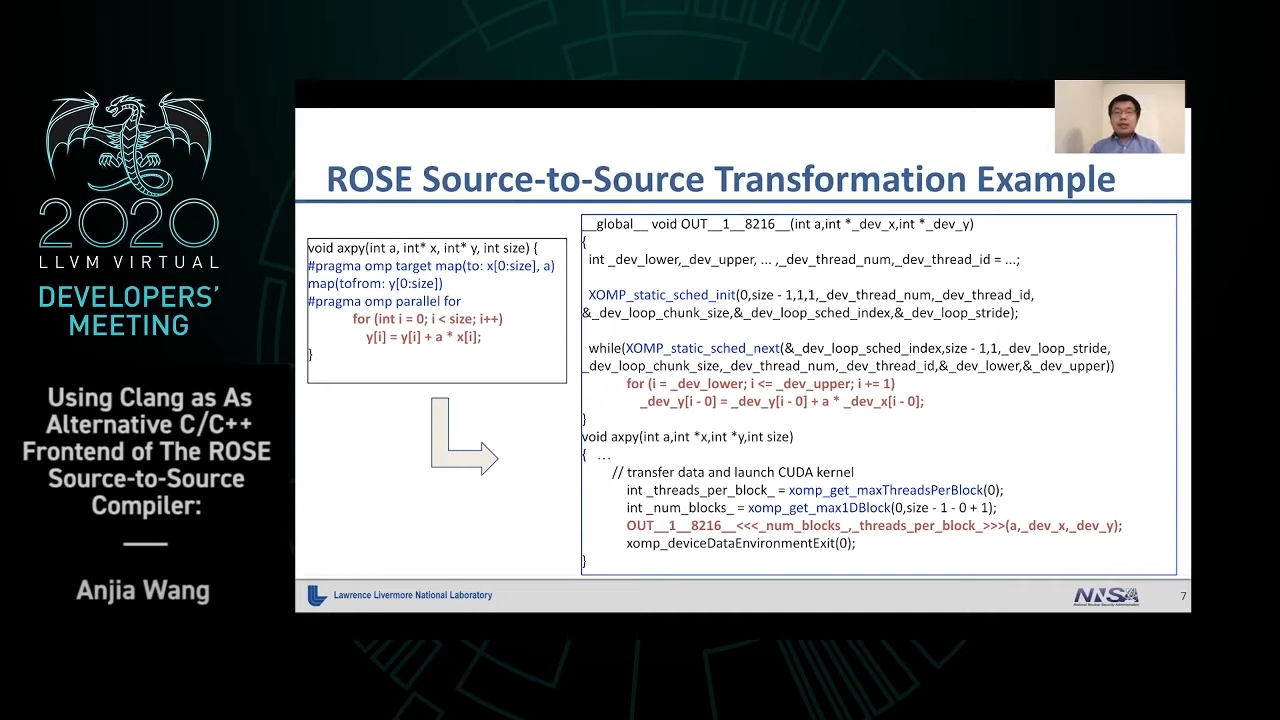 2020
LLVM VIRTUAL
DEVELOPERS'
MEETING
Using Clang as As
Alternative C/C++
Frontend of The ROSE
Source-to-Source
Compiler:
Anjia Wang
ROSE Source-to-Source Transformation Example
void axpy(int a, int* x, int* y, int size) {
#pragma omp target map(to: x[0:size], a)
map(tofrom: y[0:size])
#pragma omp parallel for
for (int i = 0; i < size; i++)
y[i] = y[i] + a * x[i];
}
__global__ void OUT__1__8216__(int a,int *_dev_x,int *_dev_y)
{
int _dev_lower,_dev_upper, ... ,_dev_thread_num,_dev_thread_id = ...;
XOMP_static_sched_init(0,size - 1,1,1,_dev_thread_num,_dev_thread_id,
&_dev_loop_chunk_size,&_dev_loop_sched_index,&_dev_loop_stride);
while(XOMP_static_sched_next(&_dev_loop_sched_index,size - 1,1,_dev_loop_stride,
_dev_loop_chunk_size,_dev_thread_num,_dev_thread_id,&_dev_lower,&_dev_upper))
for (i = _dev_lower; i <= _dev_upper; i += 1)
_dev_y[i - 0] = _dev_y[i - 0] + a * _dev_x[i - 0];
}
void axpy(int a,int *x,int *y,int size)
{ ...
// transfer data and launch CUDA kernel
int _threads_per_block_ = xomp_get_maxThreadsPerBlock(0);
int _num_blocks_ = xomp_get_max1DBlock(0,size - 1 - 0 + 1);
OUT__1__8216__<<<_num_blocks_,_threads_per_block_>>>(a,_dev_x,_dev_y);
xomp_deviceDataEnvironmentExit(0);
}
Lawrence Livermore National Laboratory
NNSA
7